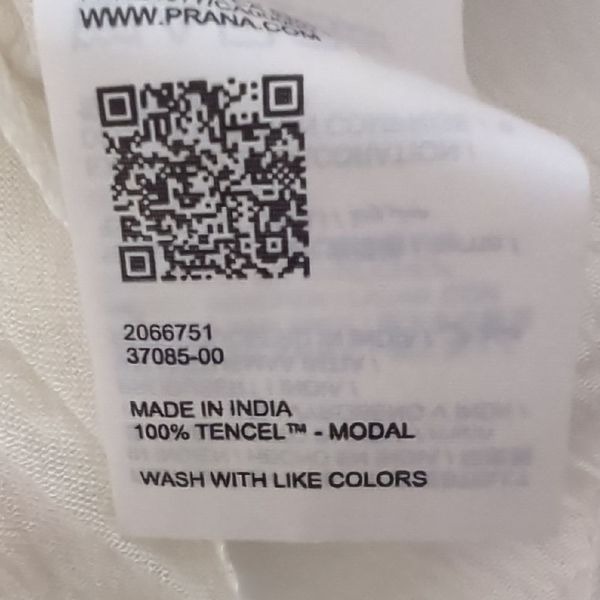 WWW.PRANA.COM
2066751
37085-00
MADE IN INDIA
100% TENCEL™ - MODAL
WASH WITH LIKE COLORS